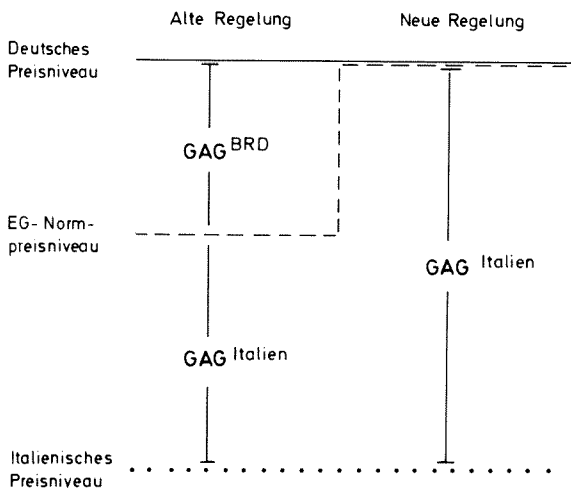 Alte Regelung
Neue Regelung
Deutsches
Preisniveau
GAG BRD
EG-Norm-
preisniveau
GAG Italien
GAG Italien
Italienisches
Preisniveau